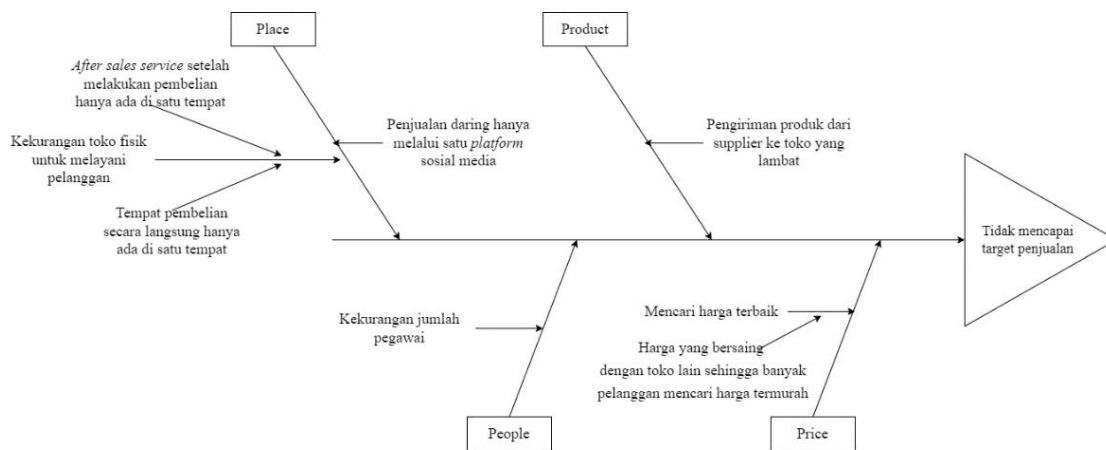 Place
Product
After sales service setelah
melakukan pembelian
hanya ada di satu tempat
Kekurangan toko fisik
untuk melayani
pelanggan
Tempat pembelian
secara langsung hanya
ada di satu tempat
Penjualan daring hanya
melalui satu platform
sosial media
Pengiriman produk dari
supplier ke toko yang
lambat
Tidak mencapai
target penjualan
Kekurangan jumlah
pegawai
Mencari harga terbaik
Harga yang bersaing
dengan toko lain sehingga banyak
pelanggan mencari harga termurah
People
Price